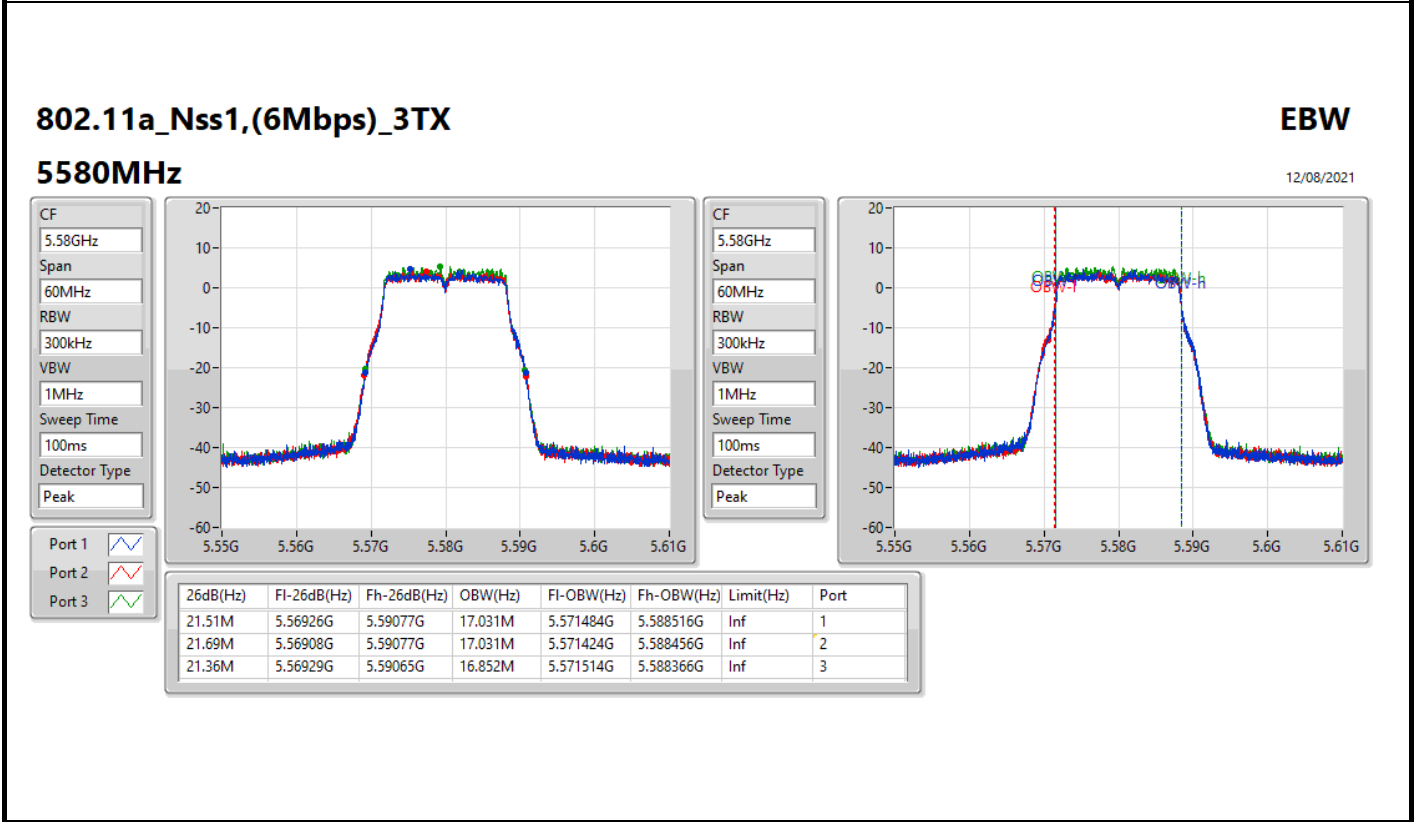 802.11a_Nss1,(6Mbps)_3TX EBW
5580MHz 12/08/2021
CF
5.58GHz
Span
60MHz
RBW
300kHz
VBW
1MHz
Sweep Time
100ms
Detector Type
Peak
20
10
0
-10
-20
-30
-40
-50
-60
5.55G 5.56G 5.57G 5.58G 5.59G 5.6G 5.61G
CF
5.58GHz
Span
60MHz
RBW
300kHz
VBW
1MHz
Sweep Time
100ms
Detector Type
Peak
20
10
0
-10
-20
-30
-40
-50
-60
OBW-l OBW-h
5.55G 5.56G 5.57G 5.58G 5.59G 5.6G 5.61G
Port 1
Port 2
Port 3
26dB(Hz) Fl-26dB(Hz) Fh-26dB(Hz) OBW(Hz) Fl-OBW(Hz) Fh-OBW(Hz) Limit(Hz) Port
21.51M 5.56926G 5.59077G 17.031M 5.571484G 5.588516G Inf 1
21.69M 5.56908G 5.59077G 17.031M 5.571424G 5.588456G Inf 2
21.36M 5.56929G 5.59065G 16.852M 5.571514G 5.588366G Inf 3